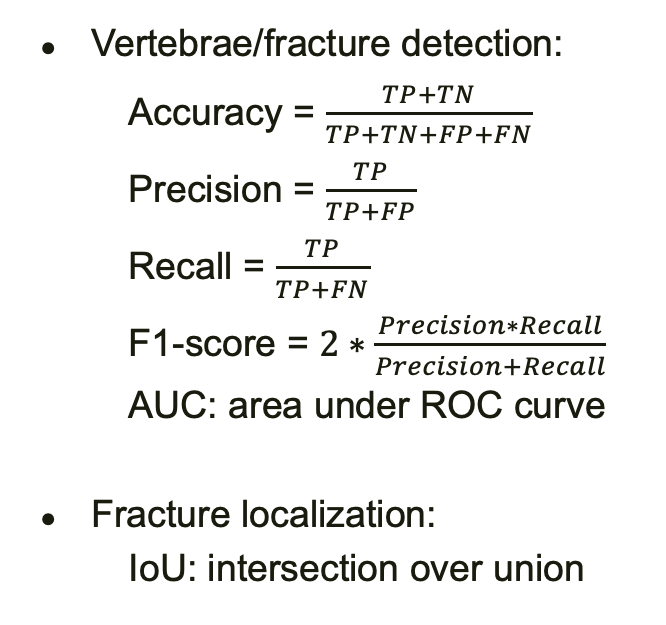 • Vertebrae/fracture detection:
Accuracy = \frac{TP+TN}{TP+TN+FP+FN}
Precision = \frac{TP}{TP+FP}
Recall = \frac{TP}{TP+FN}
F1-score = 2 * \frac{Precision*Recall}{Precision+Recall}
AUC: area under ROC curve
• Fracture localization:
IoU: intersection over union